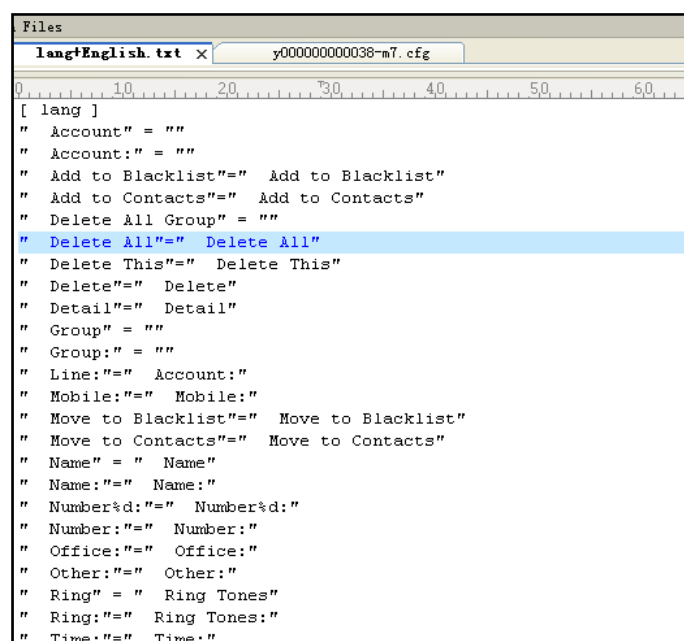 Files
lang+English.txt × y000000000038-m7.cfg
0 10 20 30 40 50 60
[ lang ]
"  Account" = ""
"  Account:" = ""
"  Add to Blacklist"="  Add to Blacklist"
"  Add to Contacts"="  Add to Contacts"
"  Delete All Group" = ""
"  Delete All"="  Delete All"
"  Delete This"="  Delete This"
"  Delete"="  Delete"
"  Detail"="  Detail"
"  Group" = ""
"  Group:" = ""
"  Line:"="  Account:"
"  Mobile:"="  Mobile:"
"  Move to Blacklist"="  Move to Blacklist"
"  Move to Contacts"="  Move to Contacts"
"  Name" = "  Name"
"  Name:"="  Name:"
"  Number%d:"="  Number%d:"
"  Number:"="  Number:"
"  Office:"="  Office:"
"  Other:"="  Other:"
"  Ring" = "  Ring Tones"
"  Ring:"="  Ring Tones:"
"  Time:"="  Time:"